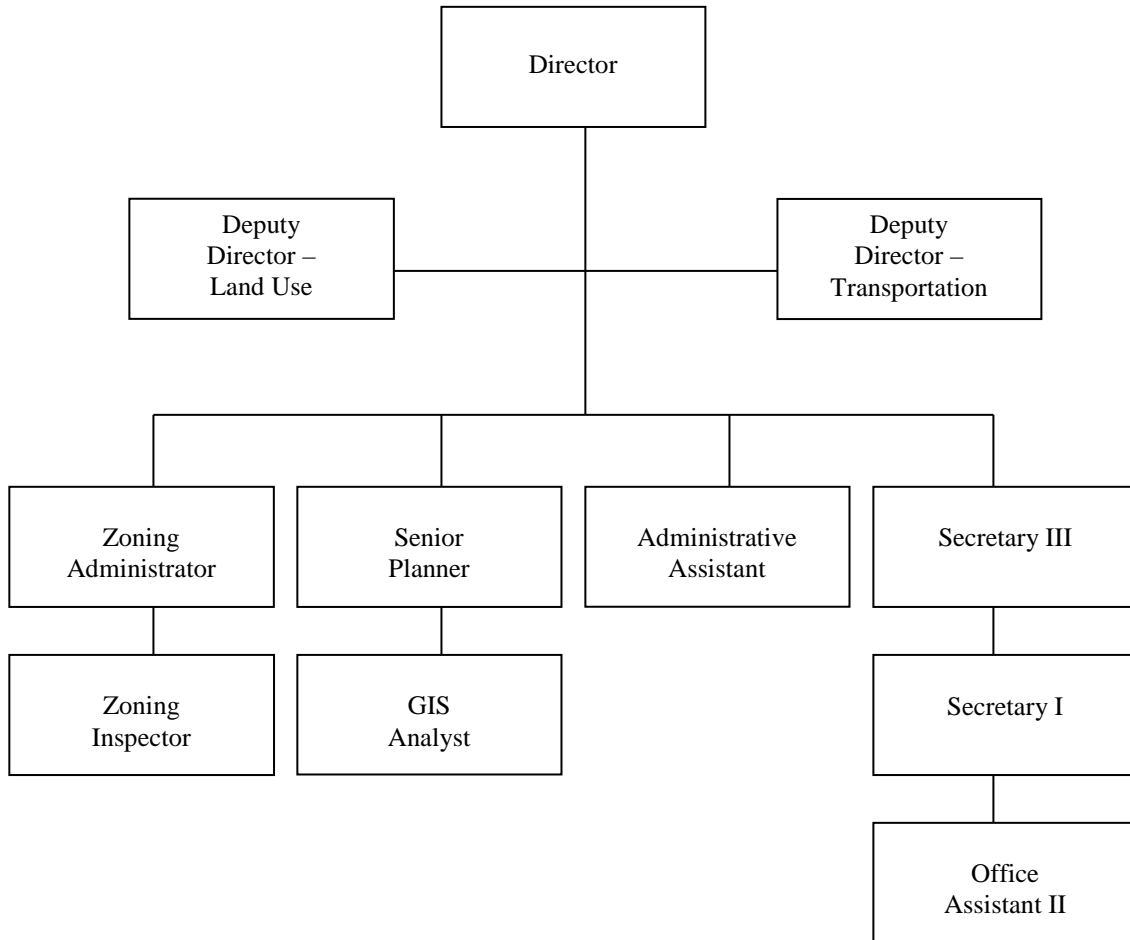 Director
Deputy
Director –
Land Use
Deputy
Director –
Transportation
Zoning
Administrator
Senior
Planner
Administrative
Assistant
Secretary III
Zoning
Inspector
GIS
Analyst
Secretary I
Office
Assistant II